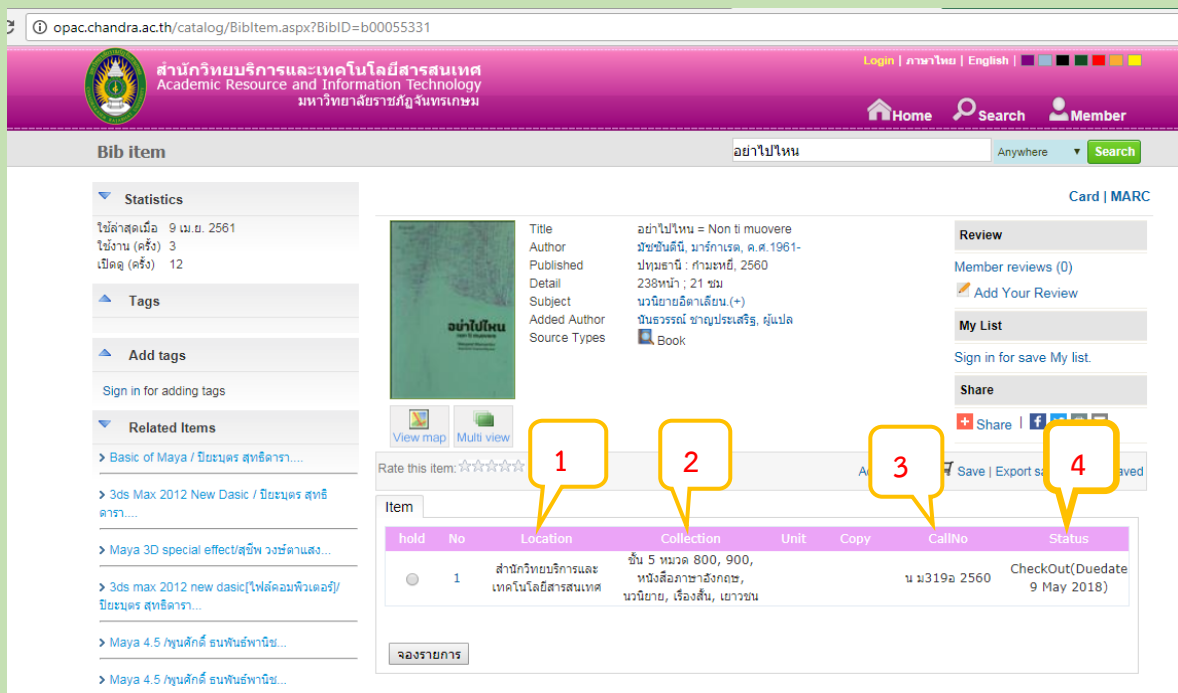 opac.chandra.ac.th/catalog/BibItem.aspx?BibID=b00055331
สำนักวิทยบริการและเทคโนโลยีสารสนเทศ
Academic Resource and Information Technology
มหาวิทยาลัยราชภัฏจันทรเกษม
Login | ภาษาไทย | English |
Home Search Member
Bib item
อย่าไปไหน Anywhere Search
Card | MARC
Statistics
ใช้ล่าสุดเมื่อ 9 เม.ย. 2561
ใช้งาน (ครั้ง) 3
เปิดดู (ครั้ง) 12
Tags
Add tags
Sign in for adding tags
Related Items
Basic of Maya / ปิยะบุตร สุทธิดารา....
3ds Max 2012 New Dasic / ปิยะบุตร สุทธิ
ดารา....
Maya 3D special effect/สุชีพ วงษ์ตาแสง...
3ds max 2012 new dasic[ไฟล์คอมพิวเตอร์]/
ปิยะบุตร สุทธิดารา...
Maya 4.5 /พูนศักดิ์ ธนพันธ์พานิช...
Maya 4.5 /พูนศักดิ์ ธนพันธ์พานิช...
อย่าไปไหน
non ti muovere
View map Multi view
Title อย่าไปไหน = Non ti muovere
Author มัซซันตีนี, มาร์กาเรต, ค.ศ.1961-
Published ปทุมธานี : กำมะหยี่, 2560
Detail 238หน้า ; 21 ซม
Subject นวนิยายอิตาเลียน.(+)
Added Author นันธวรรณ์ ชาญประเสริฐ, ผู้แปล
Source Types Book
Review
Member reviews (0)
Add Your Review
My List
Sign in for save My list.
Share
Share |
Rate this item:
Save | Export
1
2
3
4
Item
hold No Location Collection Unit Copy CallNo Status
1 สำนักวิทยบริการและ
เทคโนโลยีสารสนเทศ
ชั้น 5 หมวด 800, 900,
หนังสือภาษาอังกฤษ,
นวนิยาย, เรื่องสั้น, เยาวชน
น ม319อ 2560
CheckOut(Duedate
9 May 2018)
จองรายการ